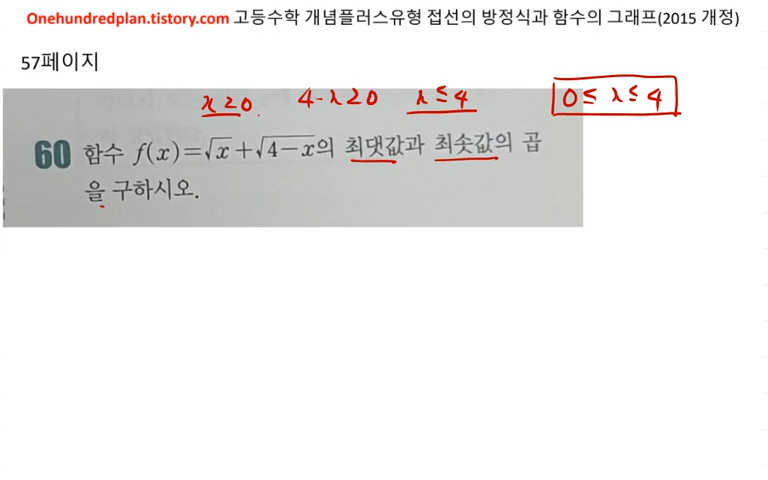 Onehundredplan.tistory.com 고등수학 개념플러스유형 접선의 방정식과 함수의 그래프(2015 개정)
57페이지
x≥0. 4-x≥0 x≤4 0≤x≤4
60 함수 f(x)=√x+√4-x의 최댓값과 최솟값의 곱
을 구하시오.